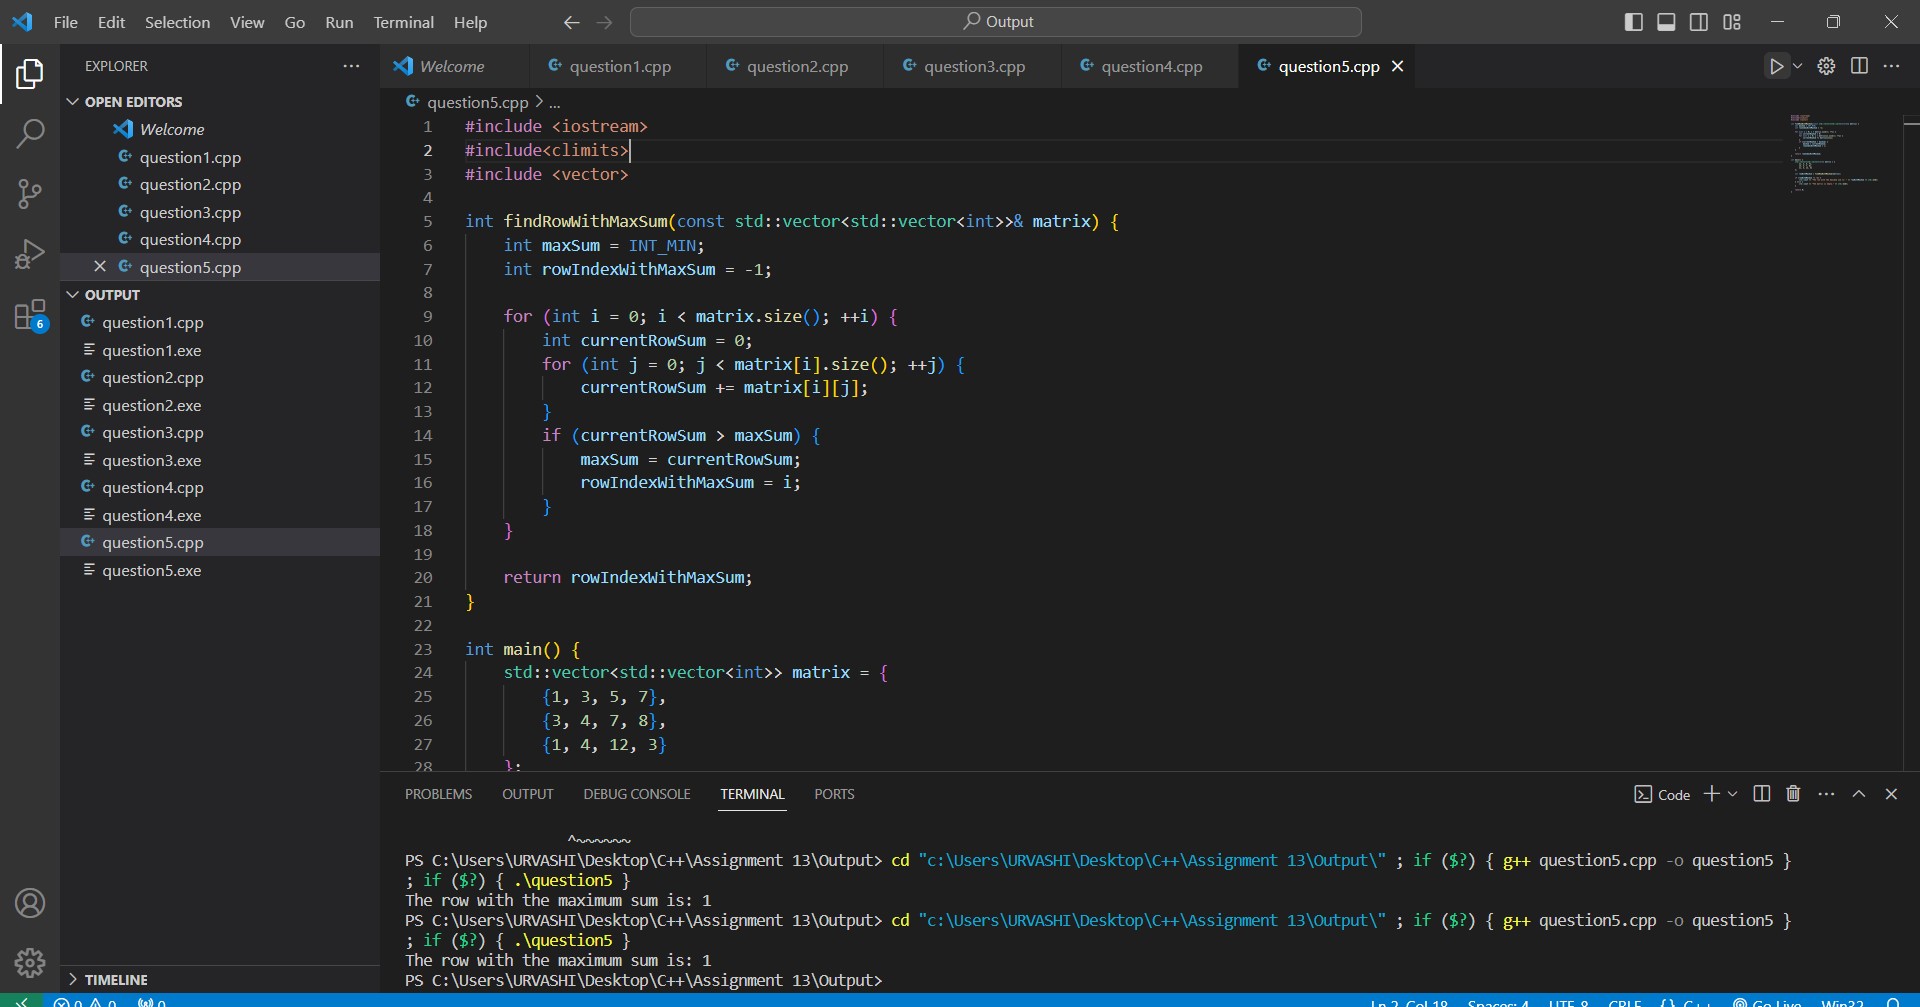 File Edit Selection View Go Run Terminal Help
Output
EXPLORER
OPEN EDITORS
Welcome
question1.cpp
question2.cpp
question3.cpp
question4.cpp
question5.cpp
OUTPUT
question1.cpp
question1.exe
question2.cpp
question2.exe
question3.cpp
question3.exe
question4.cpp
question4.exe
question5.cpp
question5.exe
TIMELINE
6
Welcome question1.cpp question2.cpp question3.cpp question4.cpp question5.cpp
question5.cpp > ...
1 #include <iostream>
2 #include<climits>
3 #include <vector>
4
5 int findRowWithMaxSum(const std::vector<std::vector<int>>& matrix) {
6 int maxSum = INT_MIN;
7 int rowIndexWithMaxSum = -1;
8
9 for (int i = 0; i < matrix.size(); ++i) {
10 int currentRowSum = 0;
11 for (int j = 0; j < matrix[i].size(); ++j) {
12 currentRowSum += matrix[i][j];
13 }
14 if (currentRowSum > maxSum) {
15 maxSum = currentRowSum;
16 rowIndexWithMaxSum = i;
17 }
18 }
19
20 return rowIndexWithMaxSum;
21 }
22
23 int main() {
24 std::vector<std::vector<int>> matrix = {
25 {1, 3, 5, 7},
26 {3, 4, 7, 8},
27 {1, 4, 12, 3}
28 };
PROBLEMS OUTPUT DEBUG CONSOLE TERMINAL PORTS
Code
^~~~~~~
PS C:\Users\URVASHI\Desktop\C++\Assignment 13\Output> cd "c:\Users\URVASHI\Desktop\C++\Assignment 13\Output\" ; if ($?) { g++ question5.cpp -o question5 }
; if ($?) { .\question5 }
The row with the maximum sum is: 1
PS C:\Users\URVASHI\Desktop\C++\Assignment 13\Output> cd "c:\Users\URVASHI\Desktop\C++\Assignment 13\Output\" ; if ($?) { g++ question5.cpp -o question5 }
; if ($?) { .\question5 }
The row with the maximum sum is: 1
PS C:\Users\URVASHI\Desktop\C++\Assignment 13\Output>
0 0 0 Ln 2, Col 18 Spaces: 4 UTF-8 CRLF {} C++ Go Live Win32